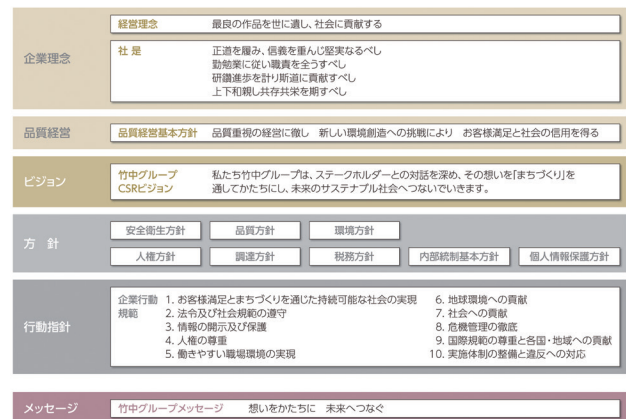 企業理念
経営理念 最良の作品を世に遺し、社会に貢献する
社 是 正道を履み、信義を重んじ堅実なるべし
勤勉業に従い職責を全うすべし
研鑽進歩を計り斯道に貢献すべし
上下和親し共存共栄を期すべし
品質経営
品質経営基本方針 品質重視の経営に徹し 新しい環境創造への挑戦により お客様満足と社会の信用を得る
ビジョン
竹中グループ
CSRビジョン
私たち竹中グループは、ステークホルダーとの対話を深め、その想いを「まちづくり」を
通してかたちにし、未来のサステナブル社会へつないでいきます。
方 針
安全衛生方針 品質方針 環境方針
人権方針 調達方針 税務方針 内部統制基本方針 個人情報保護方針
行動指針
企業行動
規範
1. お客様満足とまちづくりを通じた持続可能な社会の実現
2. 法令及び社会規範の遵守
3. 情報の開示及び保護
4. 人権の尊重
5. 働きやすい職場環境の実現
6. 地球環境への貢献
7. 社会への貢献
8. 危機管理の徹底
9. 国際規範の尊重と各国・地域への貢献
10. 実施体制の整備と違反への対応
メッセージ
竹中グループメッセージ 想いをかたちに 未来へつなぐ